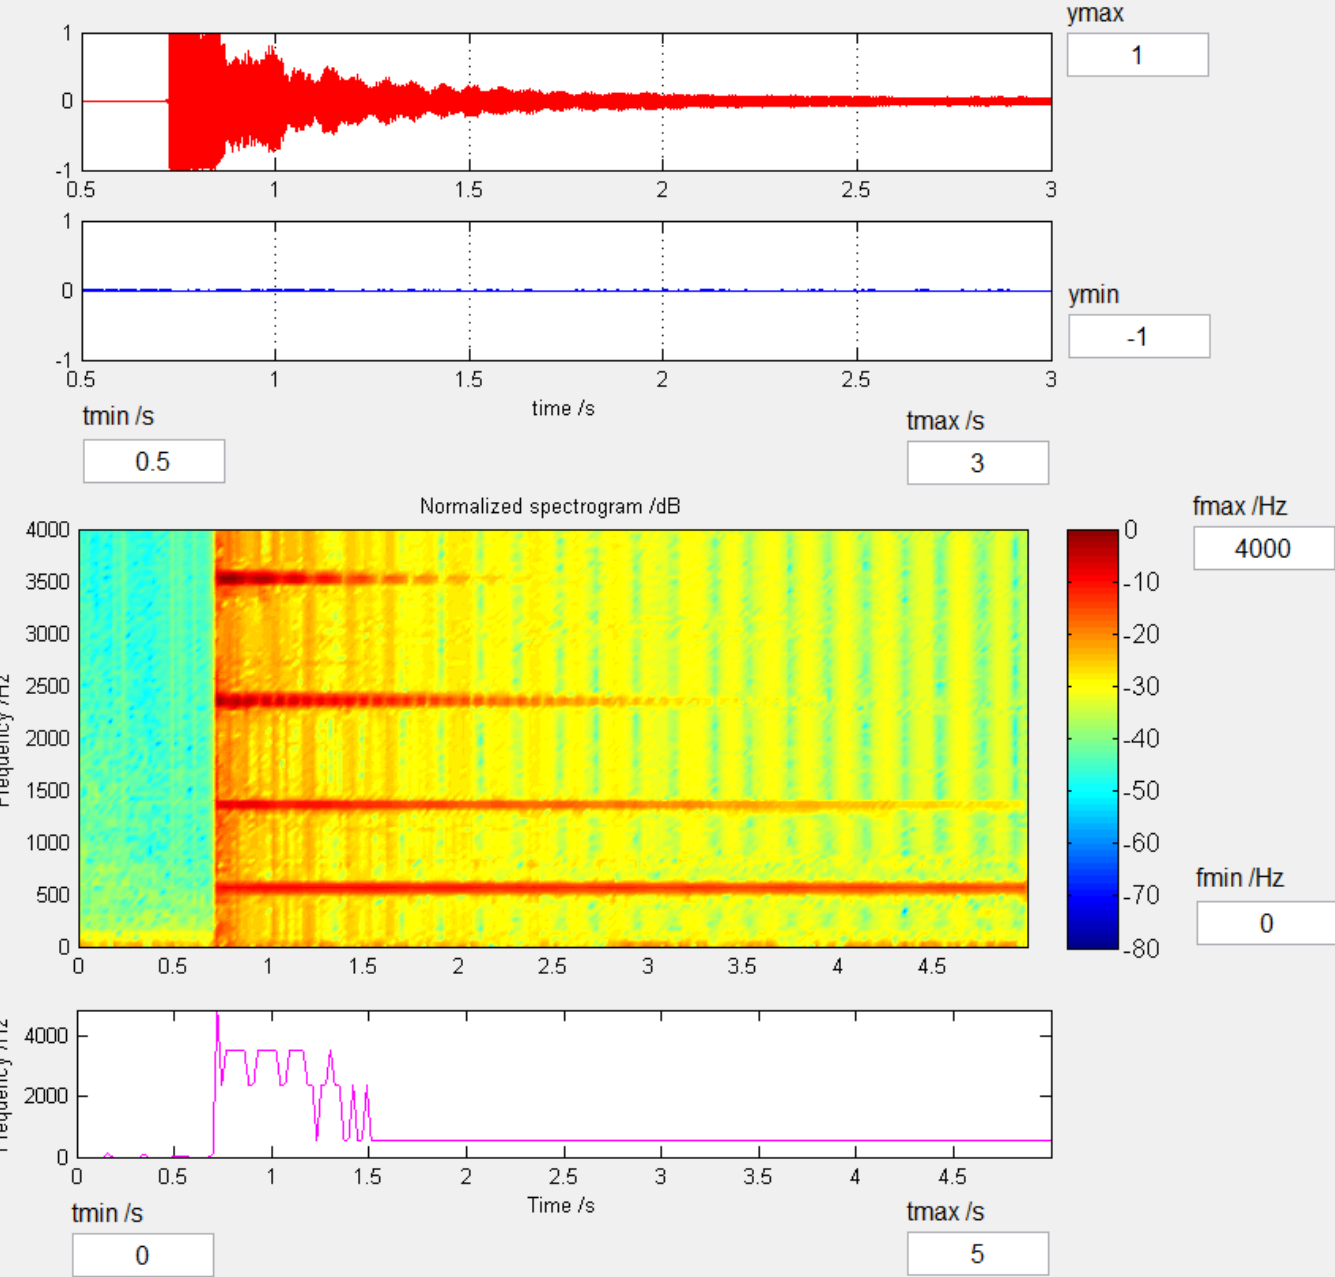 ymax
1
1
0
-1
0.5 1 1.5 2 2.5 3
1
0
-1
ymin
-1
0.5 1 1.5 2 2.5 3
time /s
tmin /s
0.5
tmax /s
3
Normalized spectrogram /dB
fmax /Hz
4000
4000
3500
3000
2500
2000
1500
1000
500
0
Frequency /Hz
0 0.5 1 1.5 2 2.5 3 3.5 4 4.5
0
-10
-20
-30
-40
-50
-60
-70
-80
fmin /Hz
0
4000
2000
0
Frequency /Hz
0 0.5 1 1.5 2 2.5 3 3.5 4 4.5
Time /s
tmin /s
0
tmax /s
5